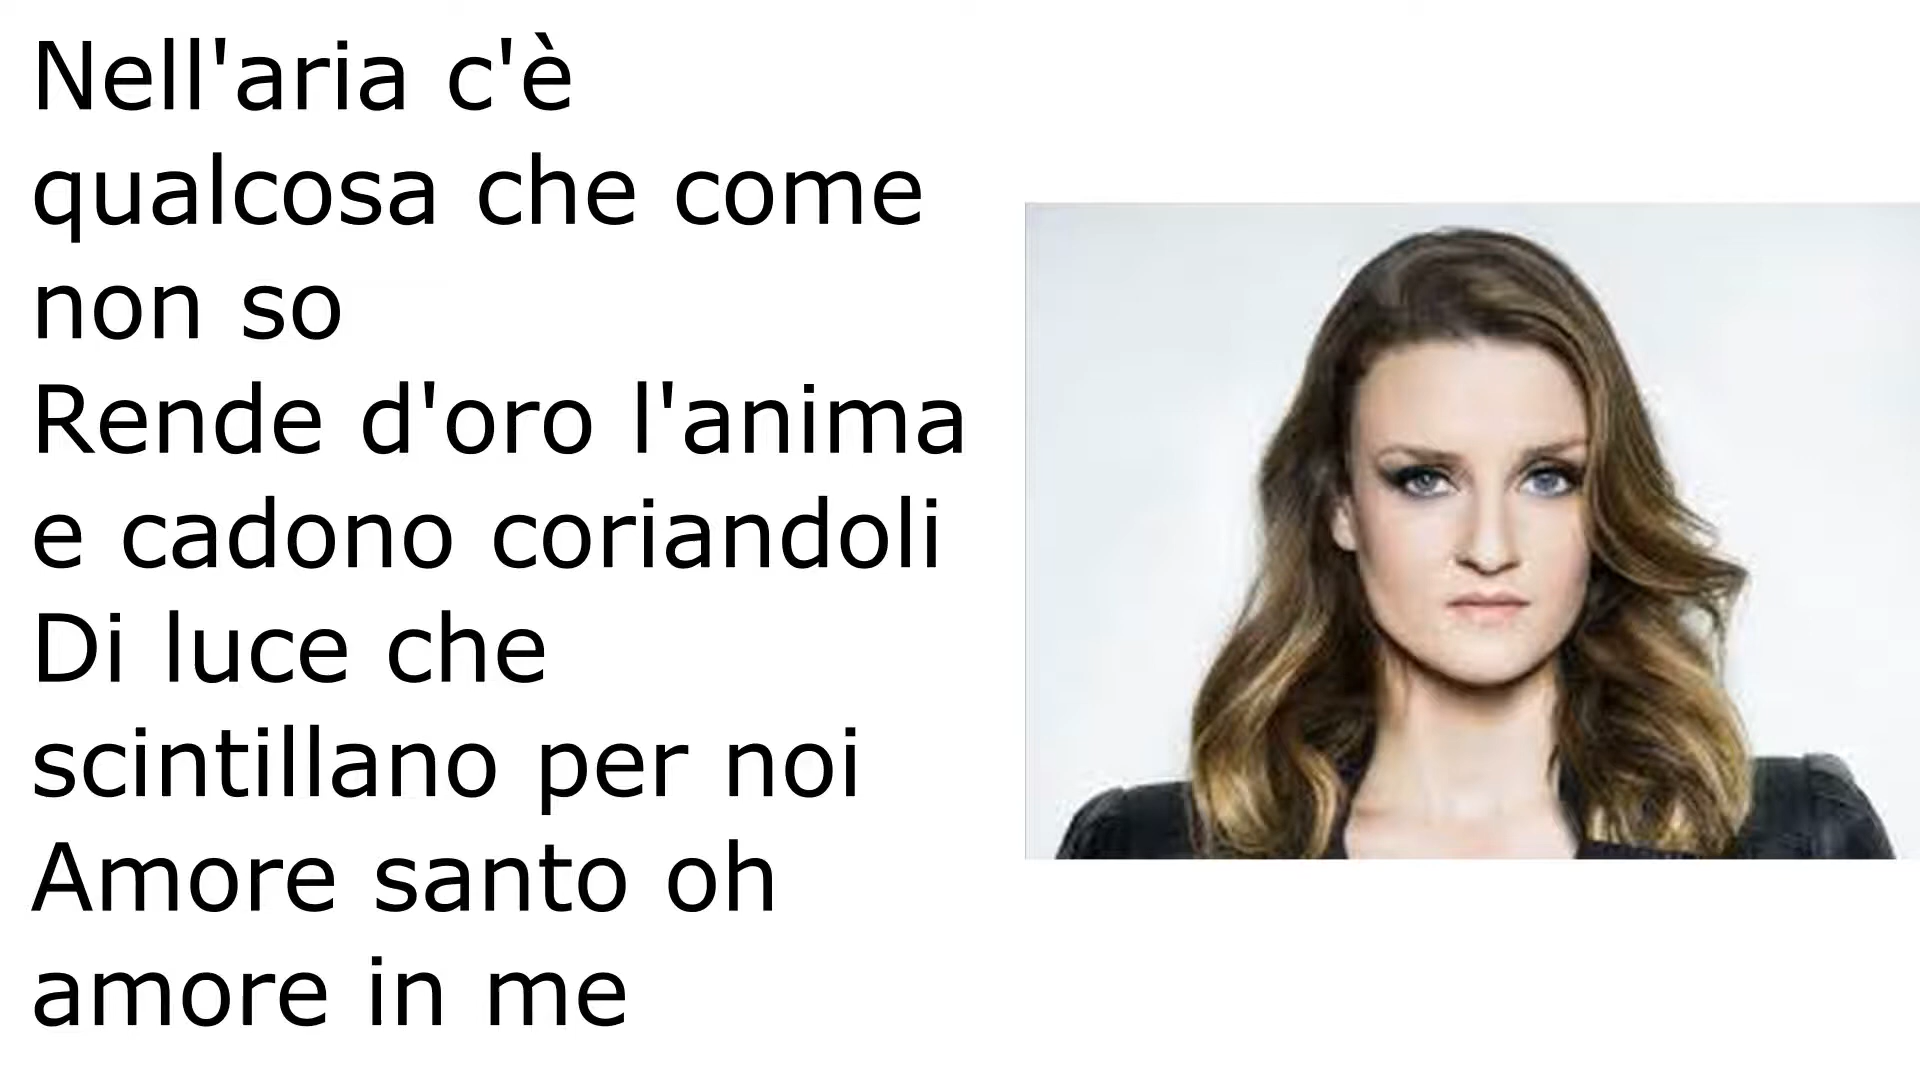 Nell'aria c'è
qualcosa che come
non so
Rende d'oro l'anima
e cadono coriandoli
Di luce che
scintillano per noi
Amore santo oh
amore in me